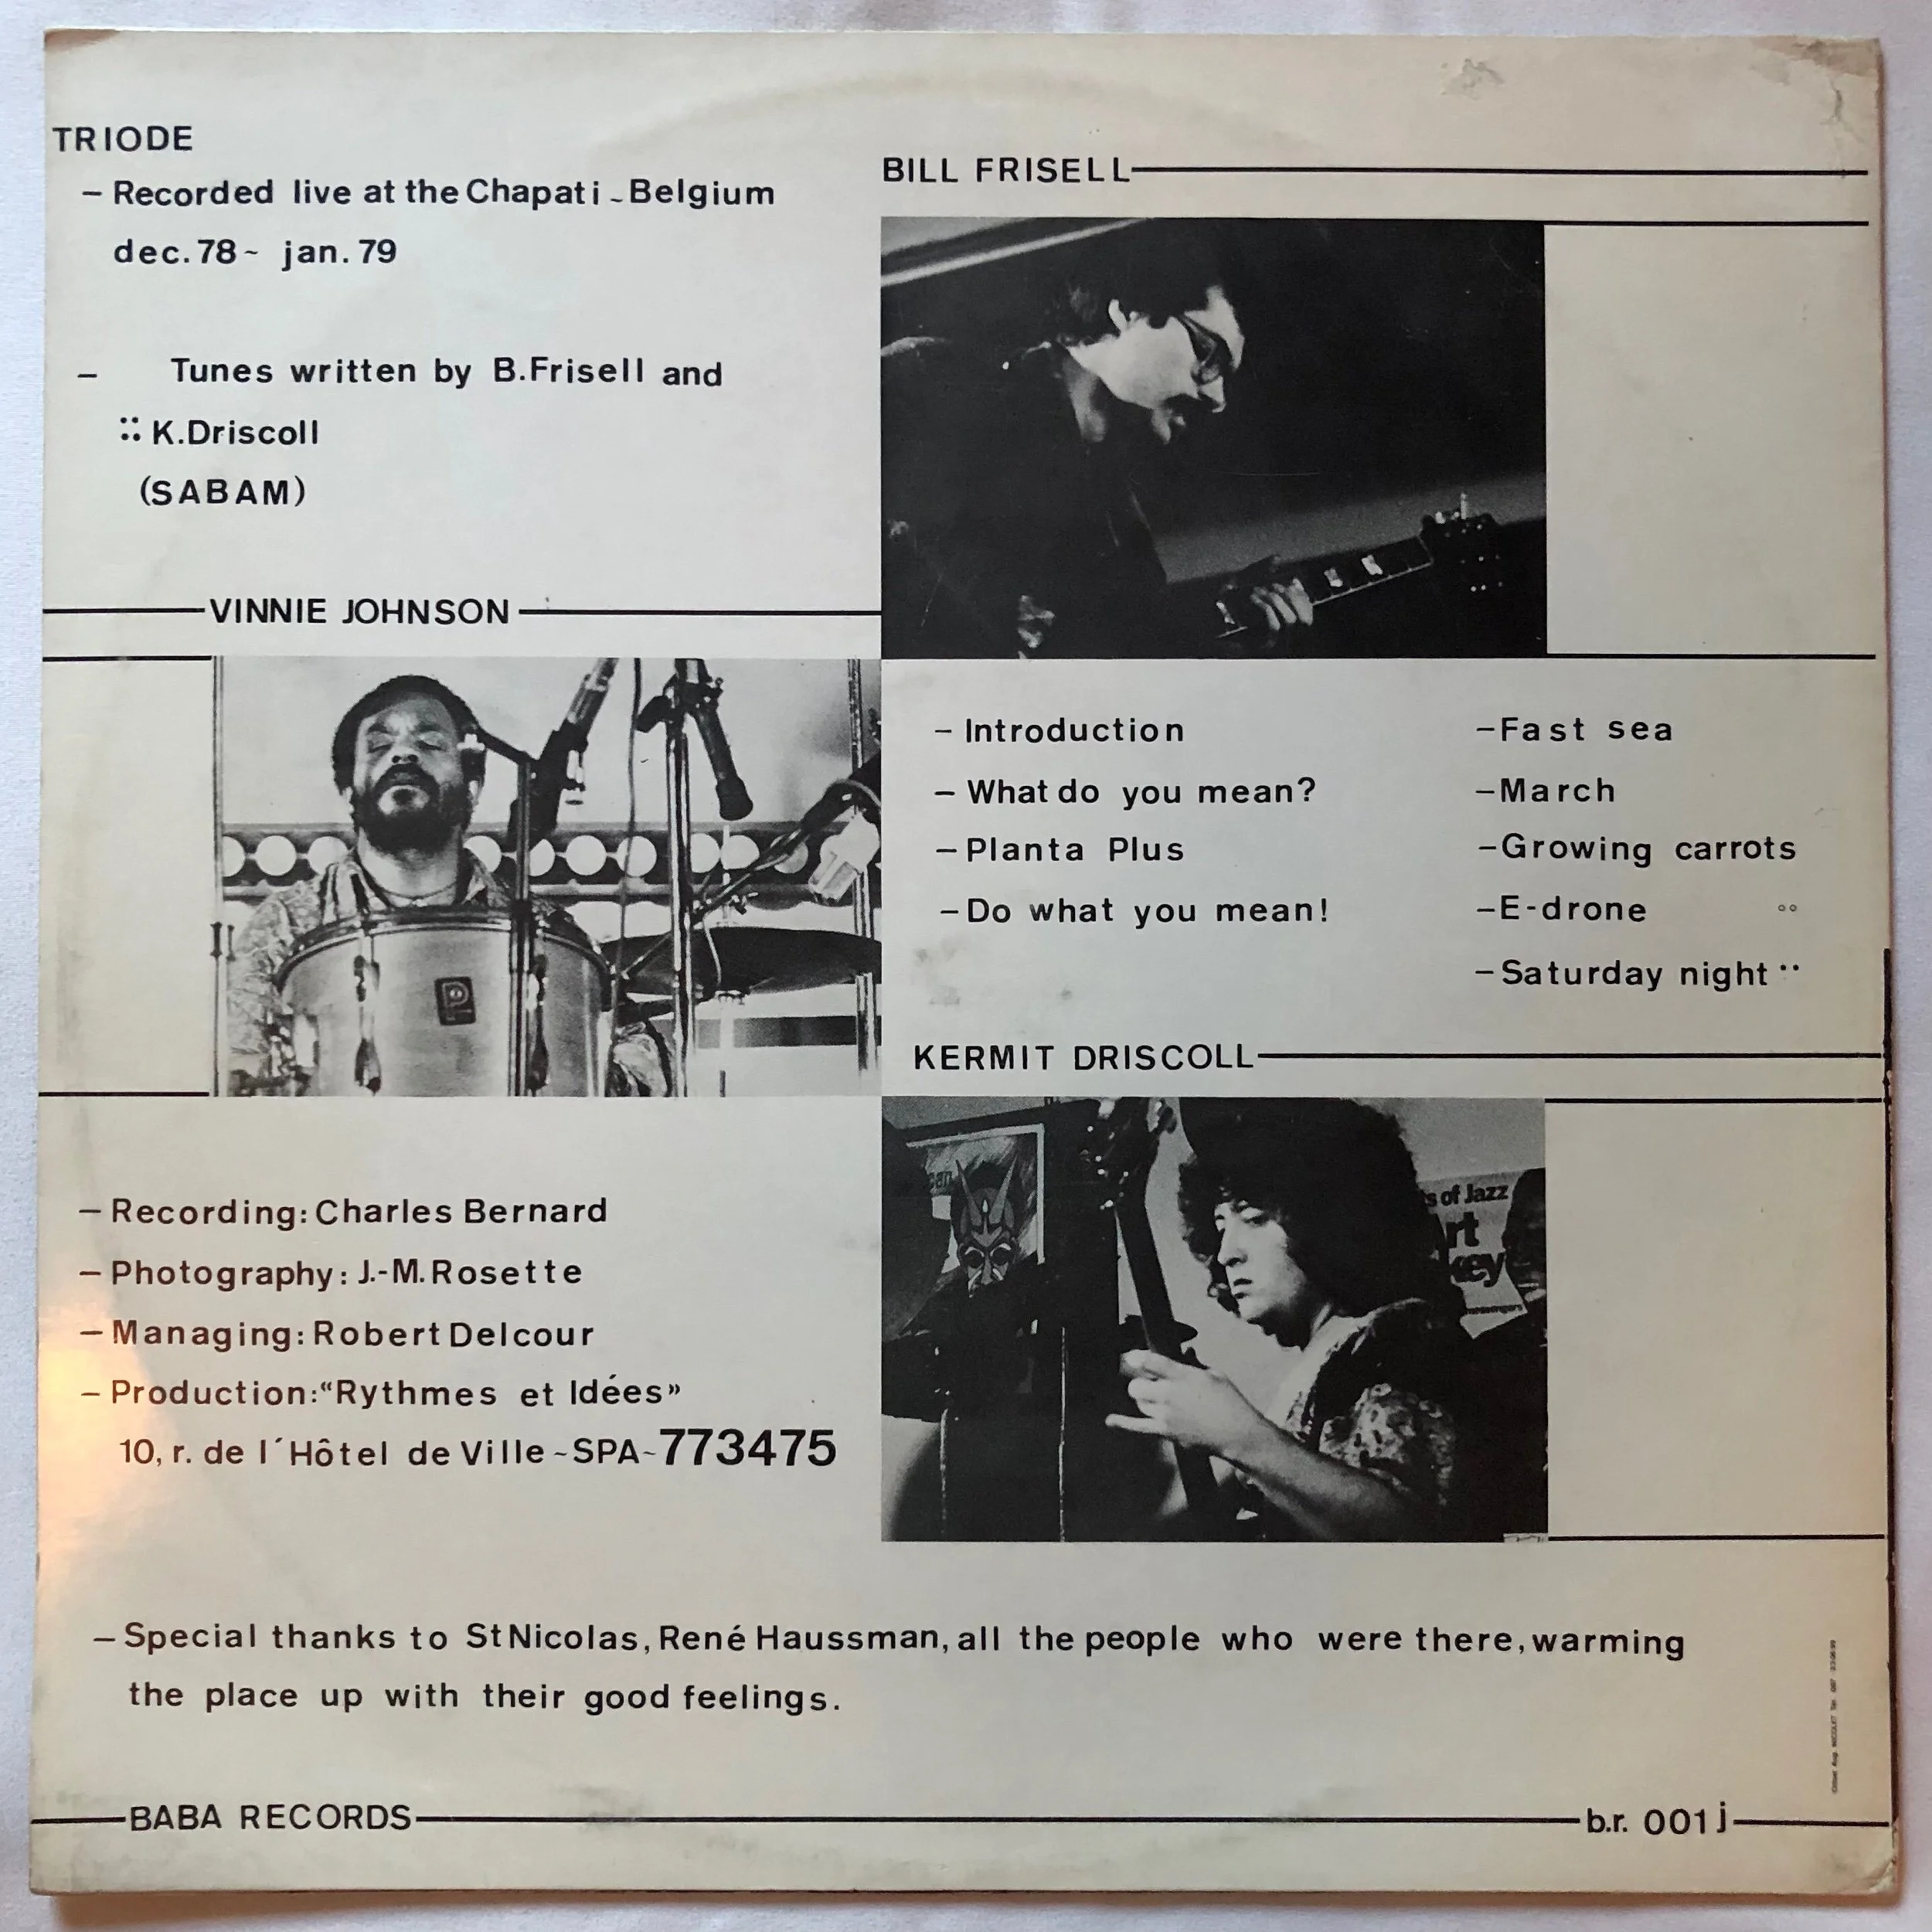 TRIODE
– Recorded live at the Chapati ~ Belgium
dec. 78 ~ jan. 79
– Tunes written by B.Frisell and
:: K.Driscoll
(SABAM)
BILL FRISELL
VINNIE JOHNSON
– Introduction
– What do you mean?
– Planta Plus
– Do what you mean!
– Fast sea
– March
– Growing carrots
– E-drone °°
– Saturday night ··
KERMIT DRISCOLL
s of Jazz
rt
key
– Recording: Charles Bernard
– Photography: J.-M. Rosette
– Managing: Robert Delcour
– Production: “Rythmes et Idées”
10, r. de l´Hôtel de Ville ~ SPA ~ 773475
– Special thanks to St Nicolas, René Haussman, all the people who were there, warming
the place up with their good feelings.
BABA RECORDS
b.r. 001 j